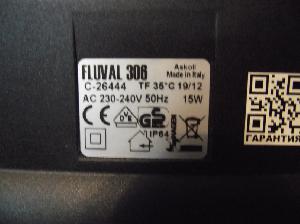 FLUVAL 306
Askoll
Made in Italy
C-26444 TF 35°C 19/12
AC 230-240V 50Hz 15W
IP64
ГАРАНТИЯ